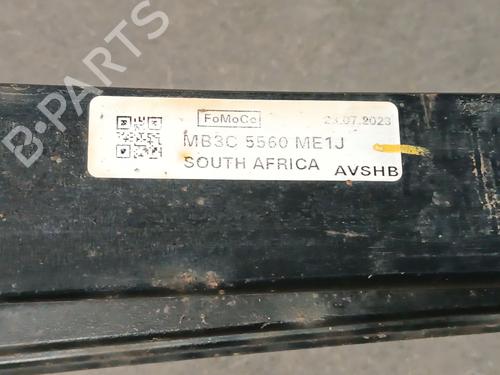 FoMoCo 23.07.2023
MB3C 5560 ME1J
SOUTH AFRICA AVSHB
B-PARTS